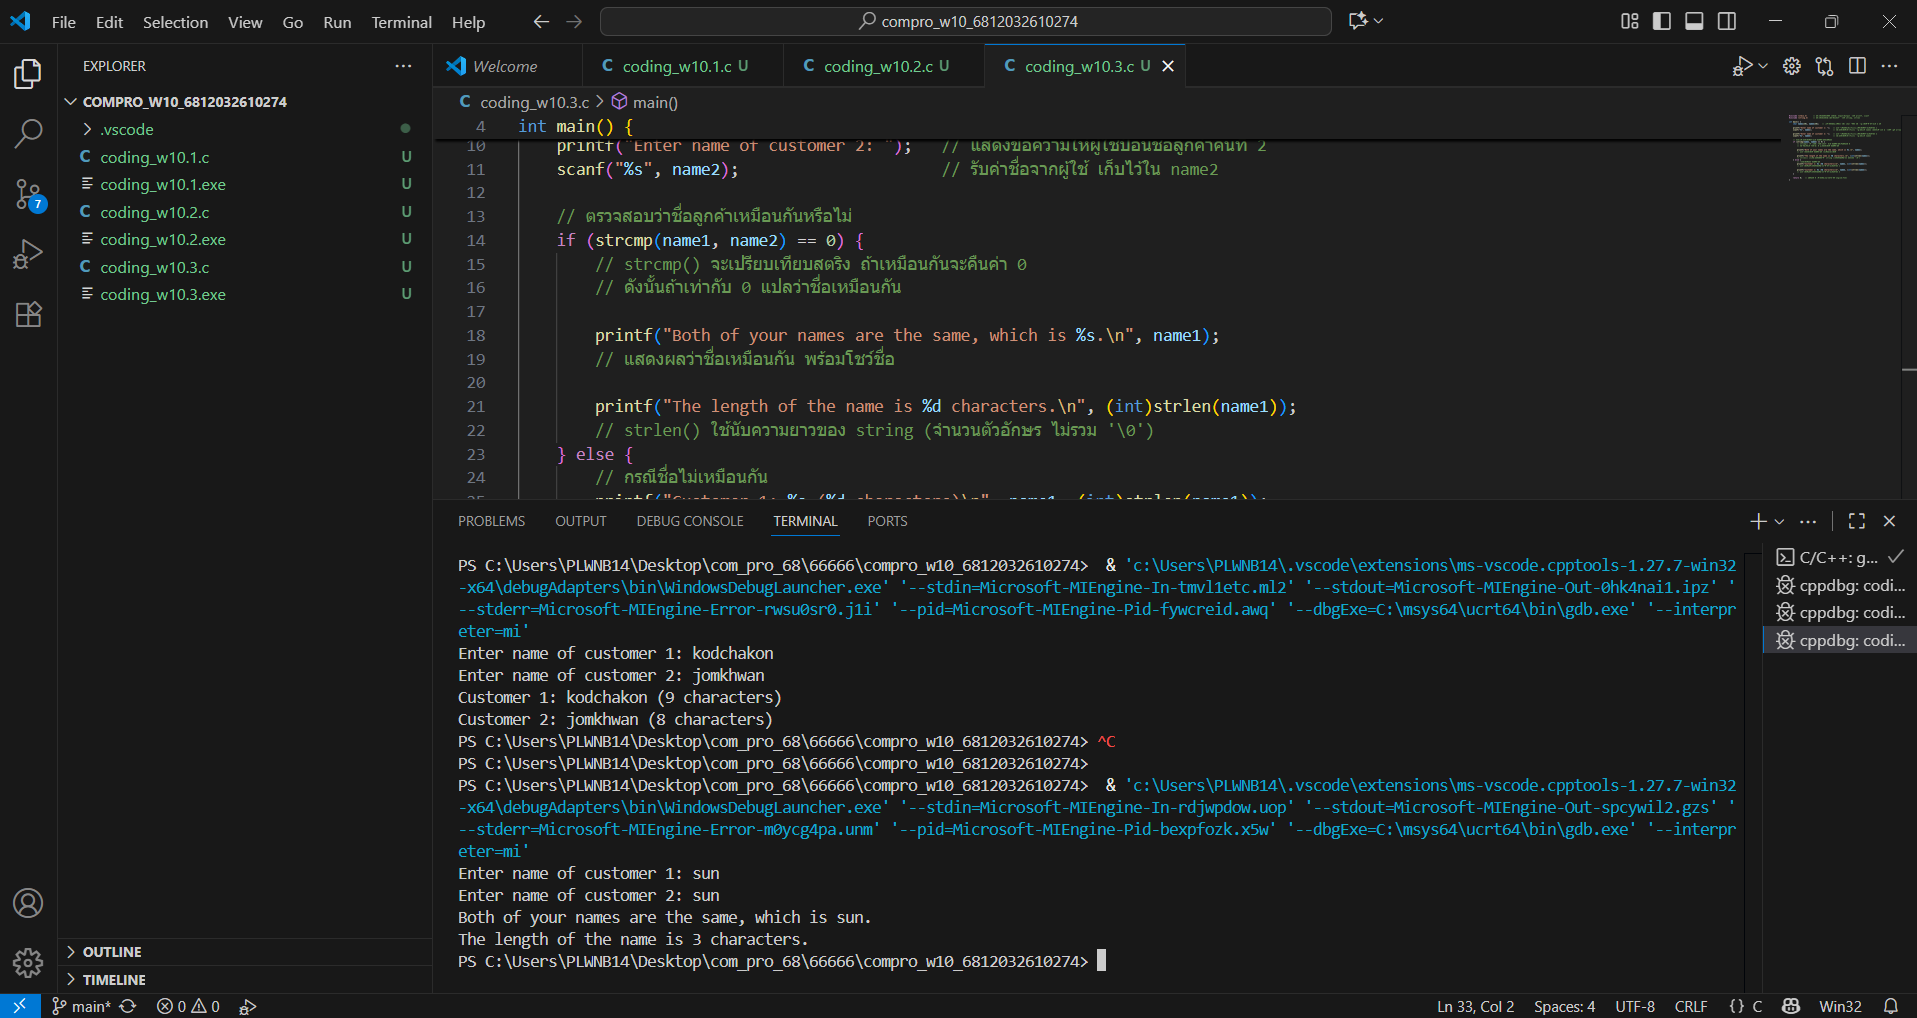 File Edit Selection View Go Run Terminal Help
compro_w10_6812032610274
EXPLORER
COMPRO_W10_6812032610274
.vscode
C coding_w10.1.c U
coding_w10.1.exe U
C coding_w10.2.c U
coding_w10.2.exe U
C coding_w10.3.c U
coding_w10.3.exe U
7
OUTLINE
TIMELINE
Welcome C coding_w10.1.c U C coding_w10.2.c U C coding_w10.3.c U
C coding_w10.3.c > main()
4 int main() {
10 printf("Enter name of customer 2: "); // แสดงข้อความให้ผู้ใช้ป้อนชื่อลูกค้าคนที่ 2
11 scanf("%s", name2); // รับค่าชื่อจากผู้ใช้ เก็บไว้ใน name2
12
13 // ตรวจสอบว่าชื่อลูกค้าเหมือนกันหรือไม่
14 if (strcmp(name1, name2) == 0) {
15 // strcmp() จะเปรียบเทียบสตริง ถ้าเหมือนกันจะคืนค่า 0
16 // ดังนั้นถ้าเท่ากับ 0 แปลว่าชื่อเหมือนกัน
17
18 printf("Both of your names are the same, which is %s.\n", name1);
19 // แสดงผลว่าชื่อเหมือนกัน พร้อมโชว์ชื่อ
20
21 printf("The length of the name is %d characters.\n", (int)strlen(name1));
22 // strlen() ใช้นับความยาวของ string (จำนวนตัวอักษร ไม่รวม '\0')
23 } else {
24 // กรณีชื่อไม่เหมือนกัน
25 printf("Customer 1: %s (%d characters)\n", name1, (int)strlen(name1));
PROBLEMS OUTPUT DEBUG CONSOLE TERMINAL PORTS
PS C:\Users\PLWNB14\Desktop\com_pro_68\66666\compro_w10_6812032610274> & 'c:\Users\PLWNB14\.vscode\extensions\ms-vscode.cpptools-1.27.7-win32
-x64\debugAdapters\bin\WindowsDebugLauncher.exe' '--stdin=Microsoft-MIEngine-In-tmvl1etc.ml2' '--stdout=Microsoft-MIEngine-Out-0hk4nai1.ipz' '
--stderr=Microsoft-MIEngine-Error-rwsu0sr0.j1i' '--pid=Microsoft-MIEngine-Pid-fywcreid.awq' '--dbgExe=C:\msys64\ucrt64\bin\gdb.exe' '--interpr
eter=mi'
Enter name of customer 1: kodchakon
Enter name of customer 2: jomkhwan
Customer 1: kodchakon (9 characters)
Customer 2: jomkhwan (8 characters)
PS C:\Users\PLWNB14\Desktop\com_pro_68\66666\compro_w10_6812032610274> ^C
PS C:\Users\PLWNB14\Desktop\com_pro_68\66666\compro_w10_6812032610274>
PS C:\Users\PLWNB14\Desktop\com_pro_68\66666\compro_w10_6812032610274> & 'c:\Users\PLWNB14\.vscode\extensions\ms-vscode.cpptools-1.27.7-win32
-x64\debugAdapters\bin\WindowsDebugLauncher.exe' '--stdin=Microsoft-MIEngine-In-rdjwpdow.uop' '--stdout=Microsoft-MIEngine-Out-spcywil2.gzs' '
--stderr=Microsoft-MIEngine-Error-m0ycg4pa.unm' '--pid=Microsoft-MIEngine-Pid-bexpfozk.x5w' '--dbgExe=C:\msys64\ucrt64\bin\gdb.exe' '--interpr
eter=mi'
Enter name of customer 1: sun
Enter name of customer 2: sun
Both of your names are the same, which is sun.
The length of the name is 3 characters.
PS C:\Users\PLWNB14\Desktop\com_pro_68\66666\compro_w10_6812032610274>
C/C++: g...
cppdbg: codi...
cppdbg: codi...
cppdbg: codi...
main* 0 0
Ln 33, Col 2 Spaces: 4 UTF-8 CRLF {} C Win32